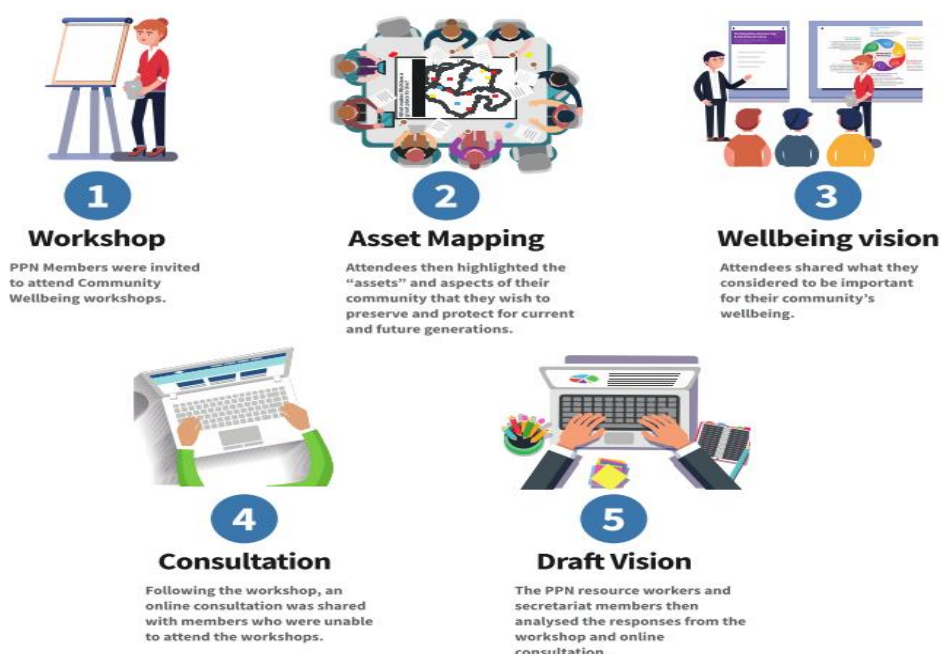 1
Workshop
PPN Members were invited
to attend Community
Wellbeing workshops.
2
Asset Mapping
Attendees then highlighted the
“assets” and aspects of their
community that they wish to
preserve and protect for current
and future generations.
3
Wellbeing vision
Attendees shared what they
considered to be important
for their community’s
wellbeing.
4
Consultation
Following the workshop, an
online consultation was shared
with members who were unable
to attend the workshops.
5
Draft Vision
The PPN resource workers and
secretariat members then
analysed the responses from the
workshop and online
consultation.